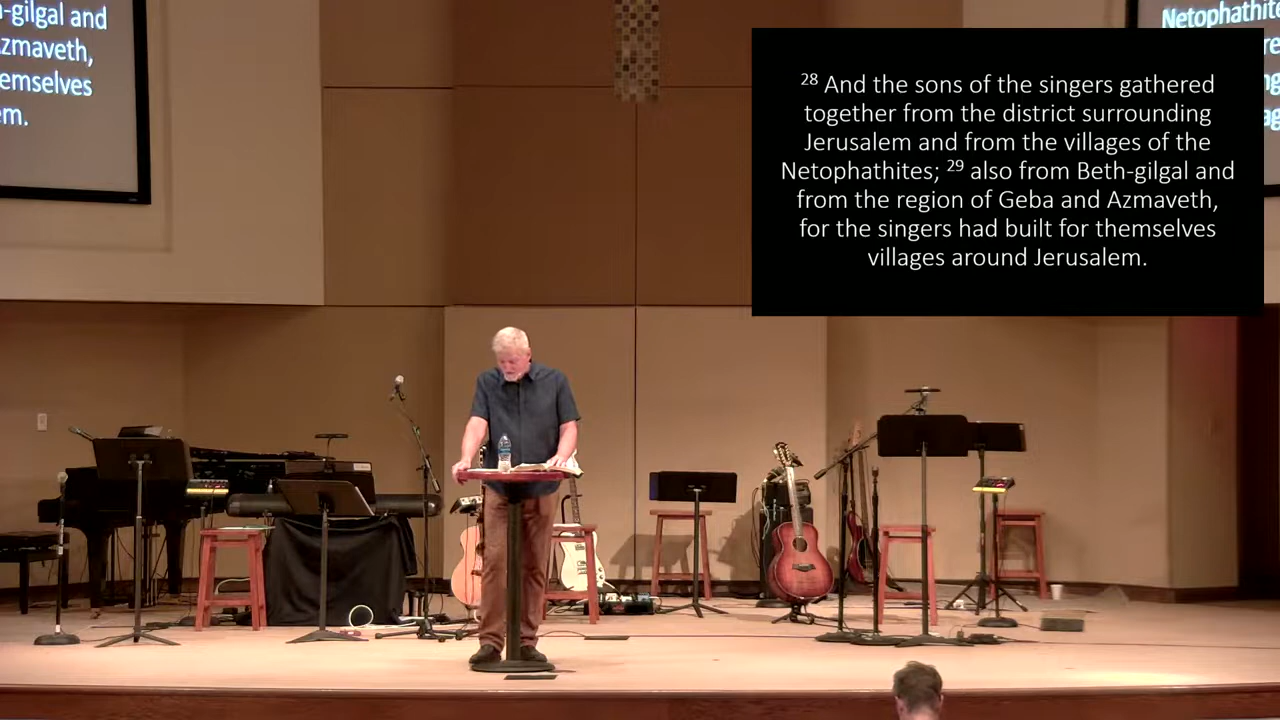 -gilgal and
zmaveth,
emselves
em.
Netophathite
28 And the sons of the singers gathered
together from the district surrounding
Jerusalem and from the villages of the
Netophathites; 29 also from Beth-gilgal and
from the region of Geba and Azmaveth,
for the singers had built for themselves
villages around Jerusalem.